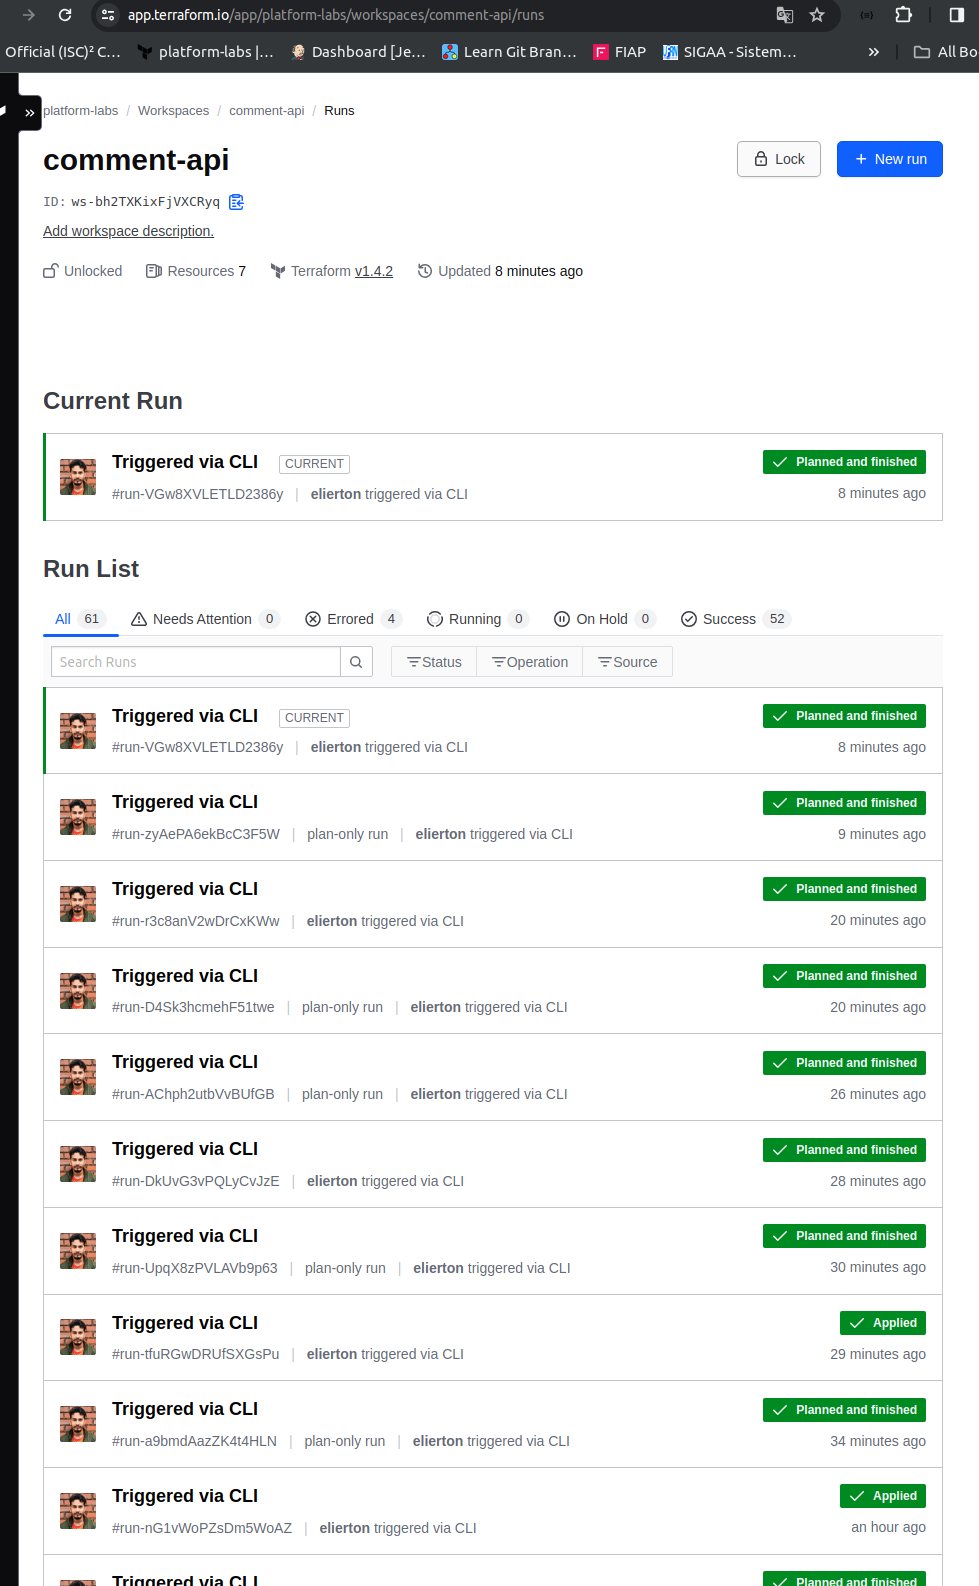 app.terraform.io/app/platform-labs/workspaces/comment-api/runs
Official (ISC)² C... platform-labs |... Dashboard [Je... Learn Git Bran... FIAP SIGAA - Sistem... » All Bo
platform-labs / Workspaces / comment-api / Runs
comment-api
Lock
+ New run
ID: ws-bh2TXKixFjVXCRyq
Add workspace description.
Unlocked Resources 7 Terraform v1.4.2 Updated 8 minutes ago
Current Run
Triggered via CLI CURRENT Planned and finished
#run-VGw8XVLETLD2386y | elierton triggered via CLI 8 minutes ago
Run List
All 61 Needs Attention 0 Errored 4 Running 0 On Hold 0 Success 52
Search Runs Status Operation Source
Triggered via CLI CURRENT Planned and finished
#run-VGw8XVLETLD2386y | elierton triggered via CLI 8 minutes ago
Triggered via CLI Planned and finished
#run-zyAePA6ekBcC3F5W | plan-only run | elierton triggered via CLI 9 minutes ago
Triggered via CLI Planned and finished
#run-r3c8anV2wDrCxKWw | elierton triggered via CLI 20 minutes ago
Triggered via CLI Planned and finished
#run-D4Sk3hcmehF51twe | plan-only run | elierton triggered via CLI 20 minutes ago
Triggered via CLI Planned and finished
#run-AChph2utbVvBUfGB | plan-only run | elierton triggered via CLI 26 minutes ago
Triggered via CLI Planned and finished
#run-DkUvG3vPQLyCvJzE | elierton triggered via CLI 28 minutes ago
Triggered via CLI Planned and finished
#run-UpqX8zPVLAVb9p63 | plan-only run | elierton triggered via CLI 30 minutes ago
Triggered via CLI Applied
#run-tfuRGwDRUfSXGsPu | elierton triggered via CLI 29 minutes ago
Triggered via CLI Planned and finished
#run-a9bmdAazZK4t4HLN | plan-only run | elierton triggered via CLI 34 minutes ago
Triggered via CLI Applied
#run-nG1vWoPZsDm5WoAZ | elierton triggered via CLI an hour ago
Triggered via CLI Planned and finished